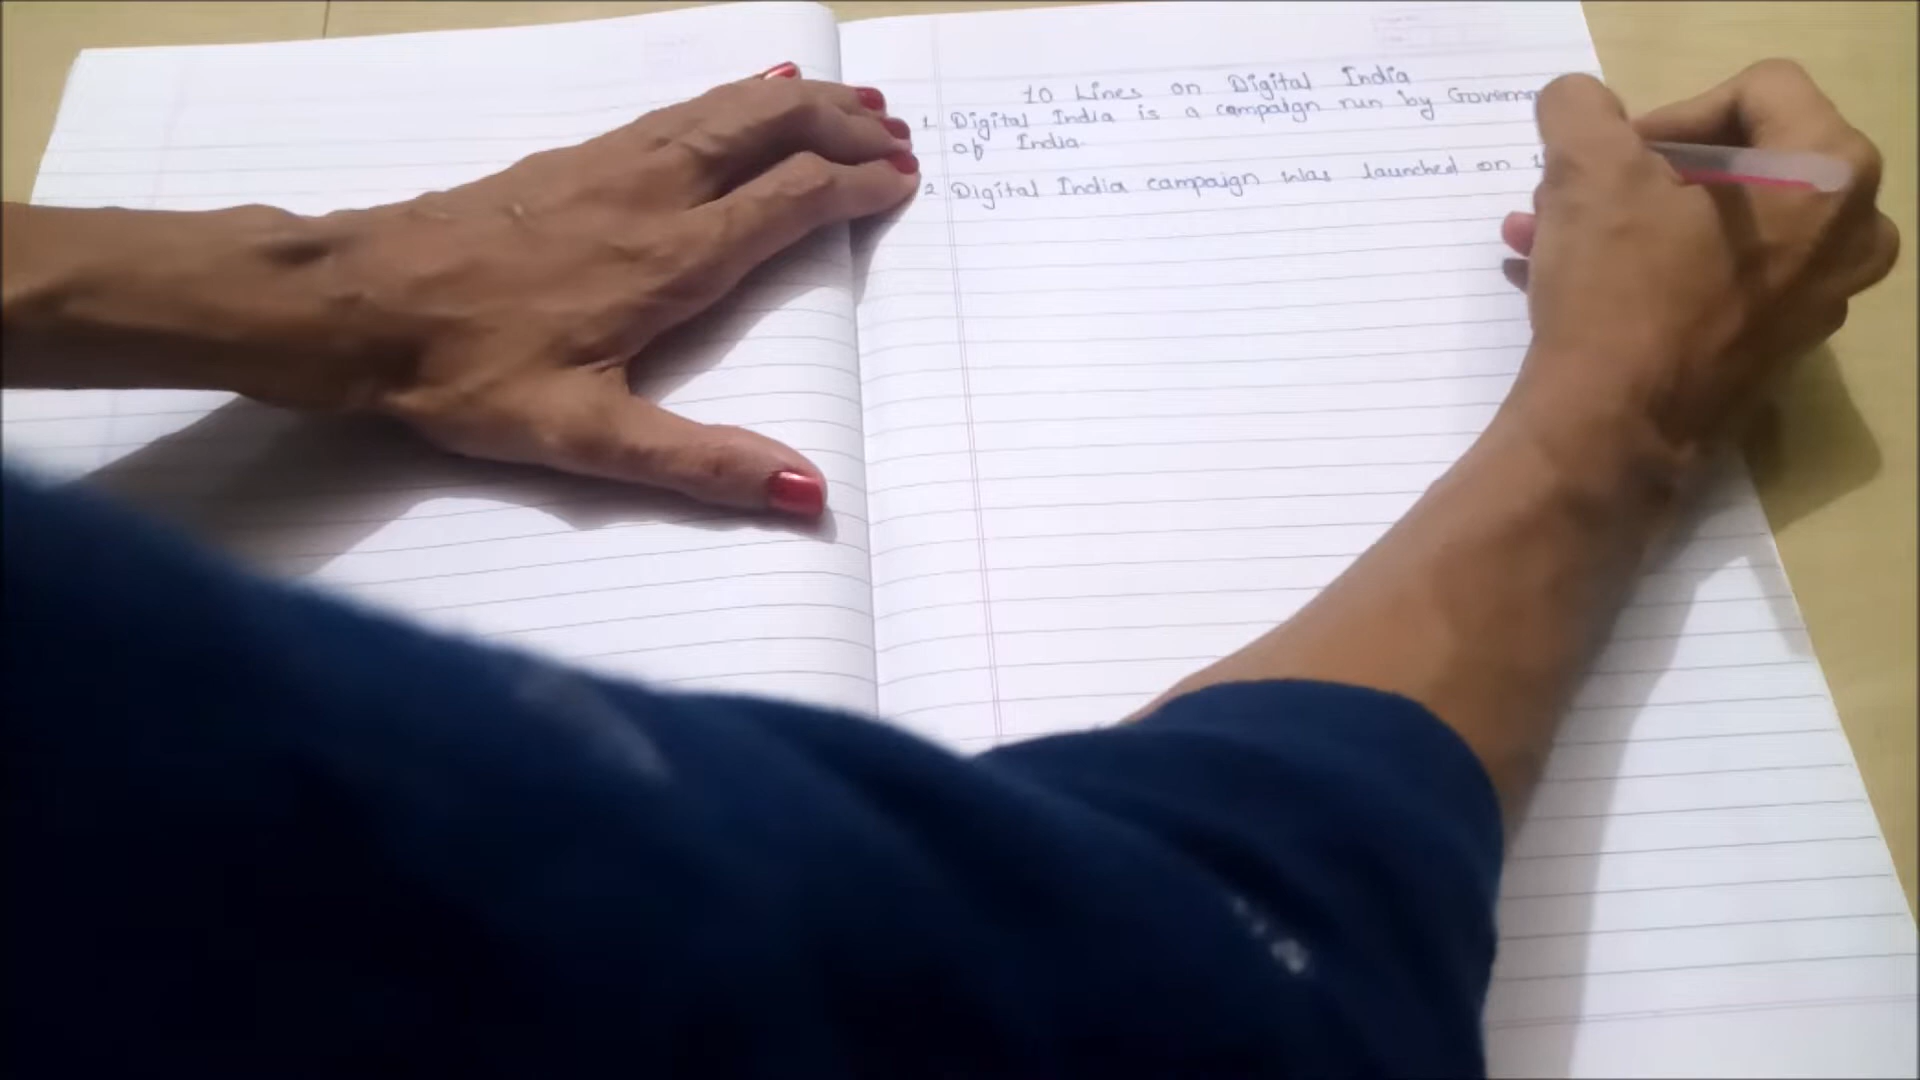 10 Lines on Digital India
1 Digital India is a campaign run by
of India.
2 Digital India campaign was launched on